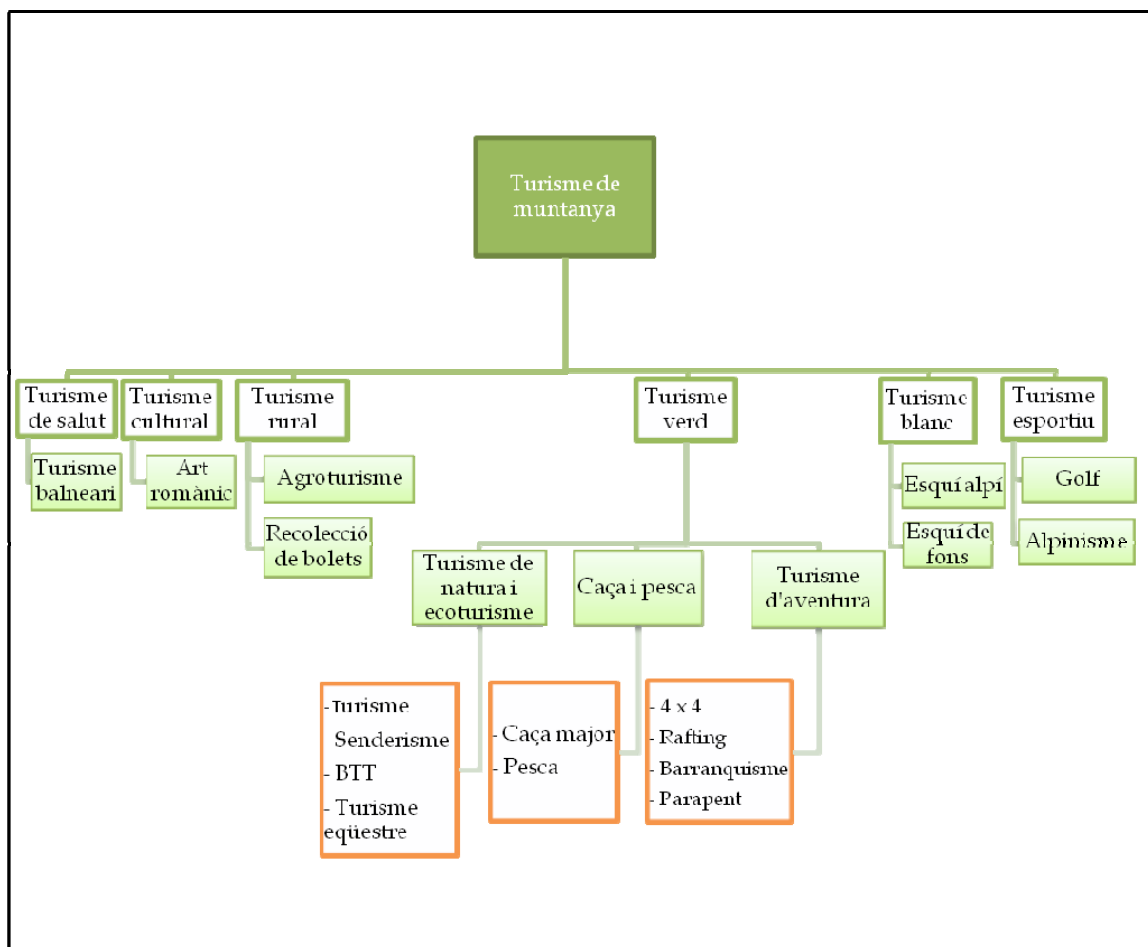 Turisme de
muntanya
Turisme
de salut
Turisme
cultural
Turisme
rural
Turisme
verd
Turisme
blanc
Turisme
esportiu
Turisme
balneari
Art
romànic
Agroturisme
Recolecció
de bolets
Esquí alpí
Esquí de
fons
Golf
Alpinisme
Turisme de
natura i
ecoturisme
Caça i pesca
Turisme
d'aventura
- Turisme
Senderisme
- BTT
- Turisme
eqüestre
- Caça major
- Pesca
- 4 x 4
- Rafting
- Barranquisme
- Parapent